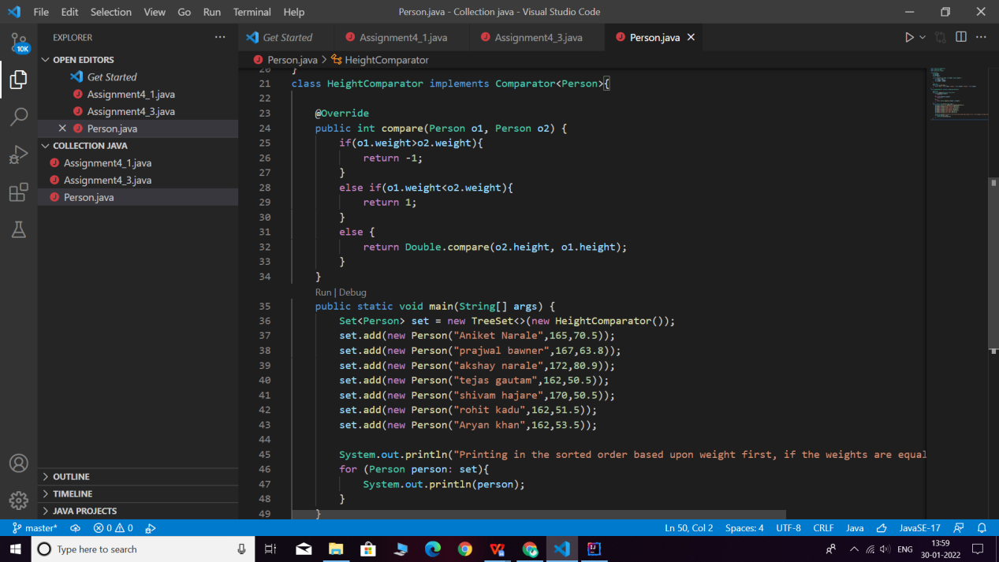 File Edit Selection View Go Run Terminal Help
Person.java - Collection java - Visual Studio Code
EXPLORER
OPEN EDITORS
Get Started
Assignment4_1.java
Assignment4_3.java
Person.java
COLLECTION JAVA
Assignment4_1.java
Assignment4_3.java
Person.java
OUTLINE
TIMELINE
JAVA PROJECTS
10K
Get Started Assignment4_1.java Assignment4_3.java Person.java
Person.java > HeightComparator
20 }
21 class HeightComparator implements Comparator<Person>{
22
23 @Override
24 public int compare(Person o1, Person o2) {
25 if(o1.weight>o2.weight){
26 return -1;
27 }
28 else if(o1.weight<o2.weight){
29 return 1;
30 }
31 else {
32 return Double.compare(o2.height, o1.height);
33 }
34 }
Run | Debug
35 public static void main(String[] args) {
36 Set<Person> set = new TreeSet<>(new HeightComparator());
37 set.add(new Person("Aniket Narale",165,70.5));
38 set.add(new Person("prajwal bawner",167,63.8));
39 set.add(new Person("akshay narale",172,80.9));
40 set.add(new Person("tejas gautam",162,50.5));
41 set.add(new Person("shivam hajare",170,50.5));
42 set.add(new Person("rohit kadu",162,51.5));
43 set.add(new Person("Aryan khan",162,53.5));
44
45 System.out.println("Printing in the sorted order based upon weight first, if the weights are equal
46 for (Person person: set){
47 System.out.println(person);
48 }
49 }
master* 0 0 Ln 50, Col 2 Spaces: 4 UTF-8 CRLF Java JavaSE-17
Type here to search
ENG
13:59
30-01-2022